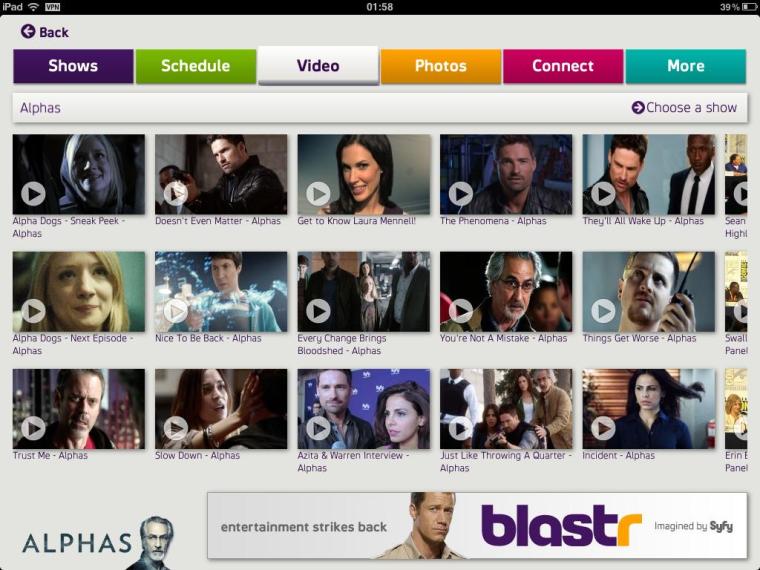 iPad VPN 01:58 39%
Back
Shows Schedule Video Photos Connect More
Alphas Choose a show
Alpha Dogs - Sneak Peek -
Alphas
Doesn't Even Matter - Alphas
Get to Know Laura Mennell!
The Phenomena - Alphas
They'll All Wake Up - Alphas
Sean
Highl
Alpha Dogs - Next Episode -
Alphas
Nice To Be Back - Alphas
Every Change Brings
Bloodshed - Alphas
You're Not A Mistake - Alphas
Things Get Worse - Alphas
Swall
Panel
Trust Me - Alphas
Slow Down - Alphas
Azita & Warren Interview -
Alphas
Just Like Throwing A Quarter -
Alphas
Incident - Alphas
Erin
Panel
ALPHAS
entertainment strikes back blastr Imagined by Syfy